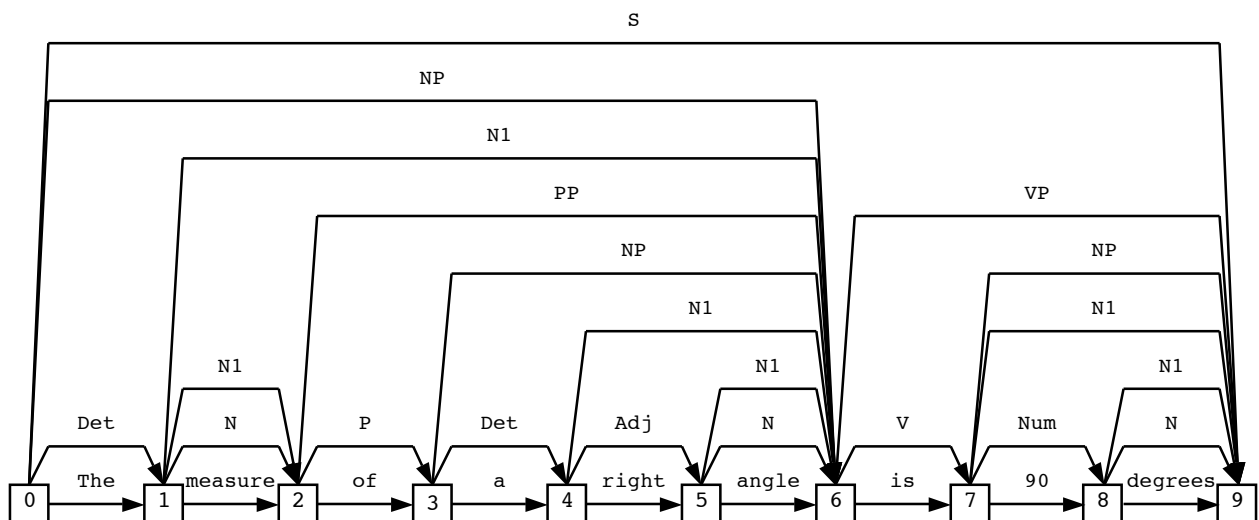 S
NP
N1
PP VP
NP NP
N1 N1
N1 N1 N1
Det N P Det Adj N V Num N
The measure of a right angle is 90 degrees
0 1 2 3 4 5 6 7 8 9